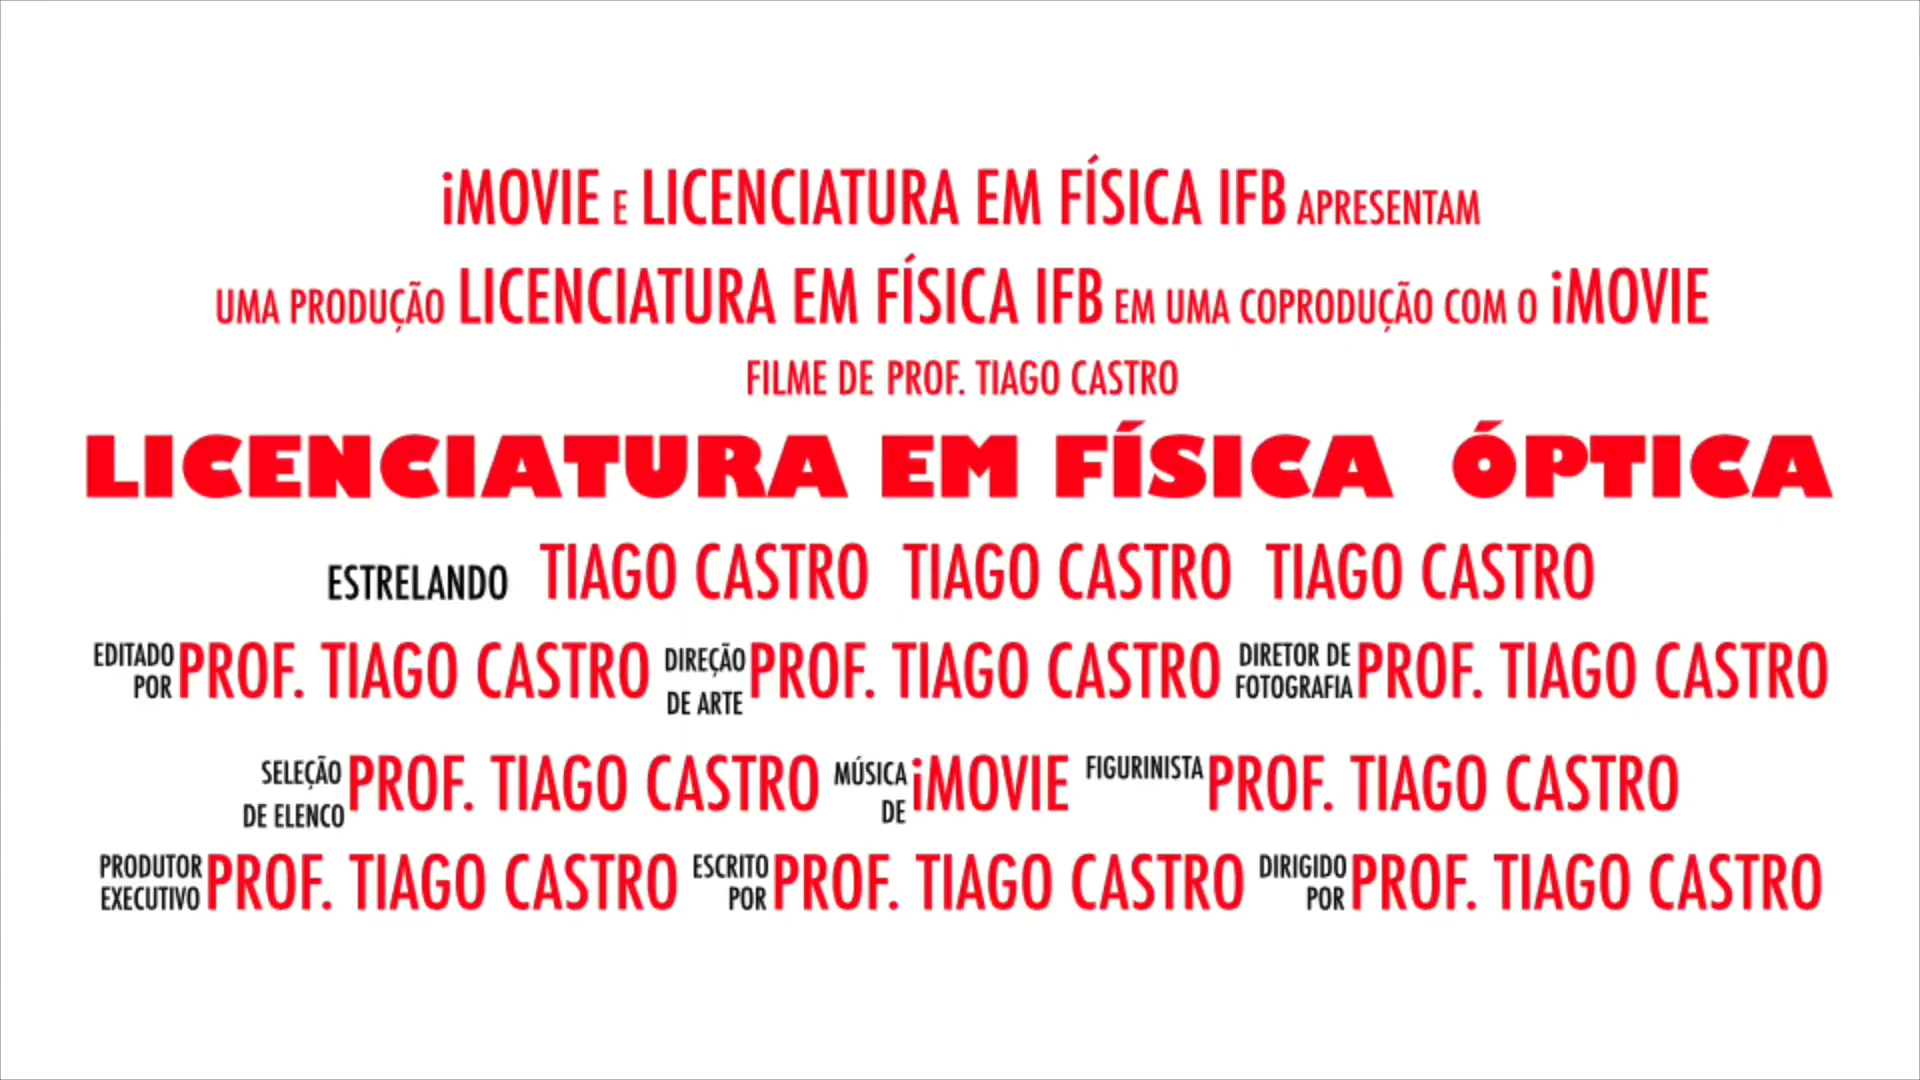 iMOVIE E LICENCIATURA EM FÍSICA IFB APRESENTAM
UMA PRODUÇÃO LICENCIATURA EM FÍSICA IFB EM UMA COPRODUÇÃO COM O iMOVIE
FILME DE PROF. TIAGO CASTRO
LICENCIATURA EM FÍSICA ÓPTICA
ESTRELANDO TIAGO CASTRO TIAGO CASTRO TIAGO CASTRO
EDITADO POR PROF. TIAGO CASTRO DIREÇÃO DE ARTE PROF. TIAGO CASTRO DIRETOR DE FOTOGRAFIA PROF. TIAGO CASTRO
SELEÇÃO DE ELENCO PROF. TIAGO CASTRO MÚSICA DE iMOVIE FIGURINISTA PROF. TIAGO CASTRO
PRODUTOR EXECUTIVO PROF. TIAGO CASTRO ESCRITO POR PROF. TIAGO CASTRO DIRIGIDO POR PROF. TIAGO CASTRO